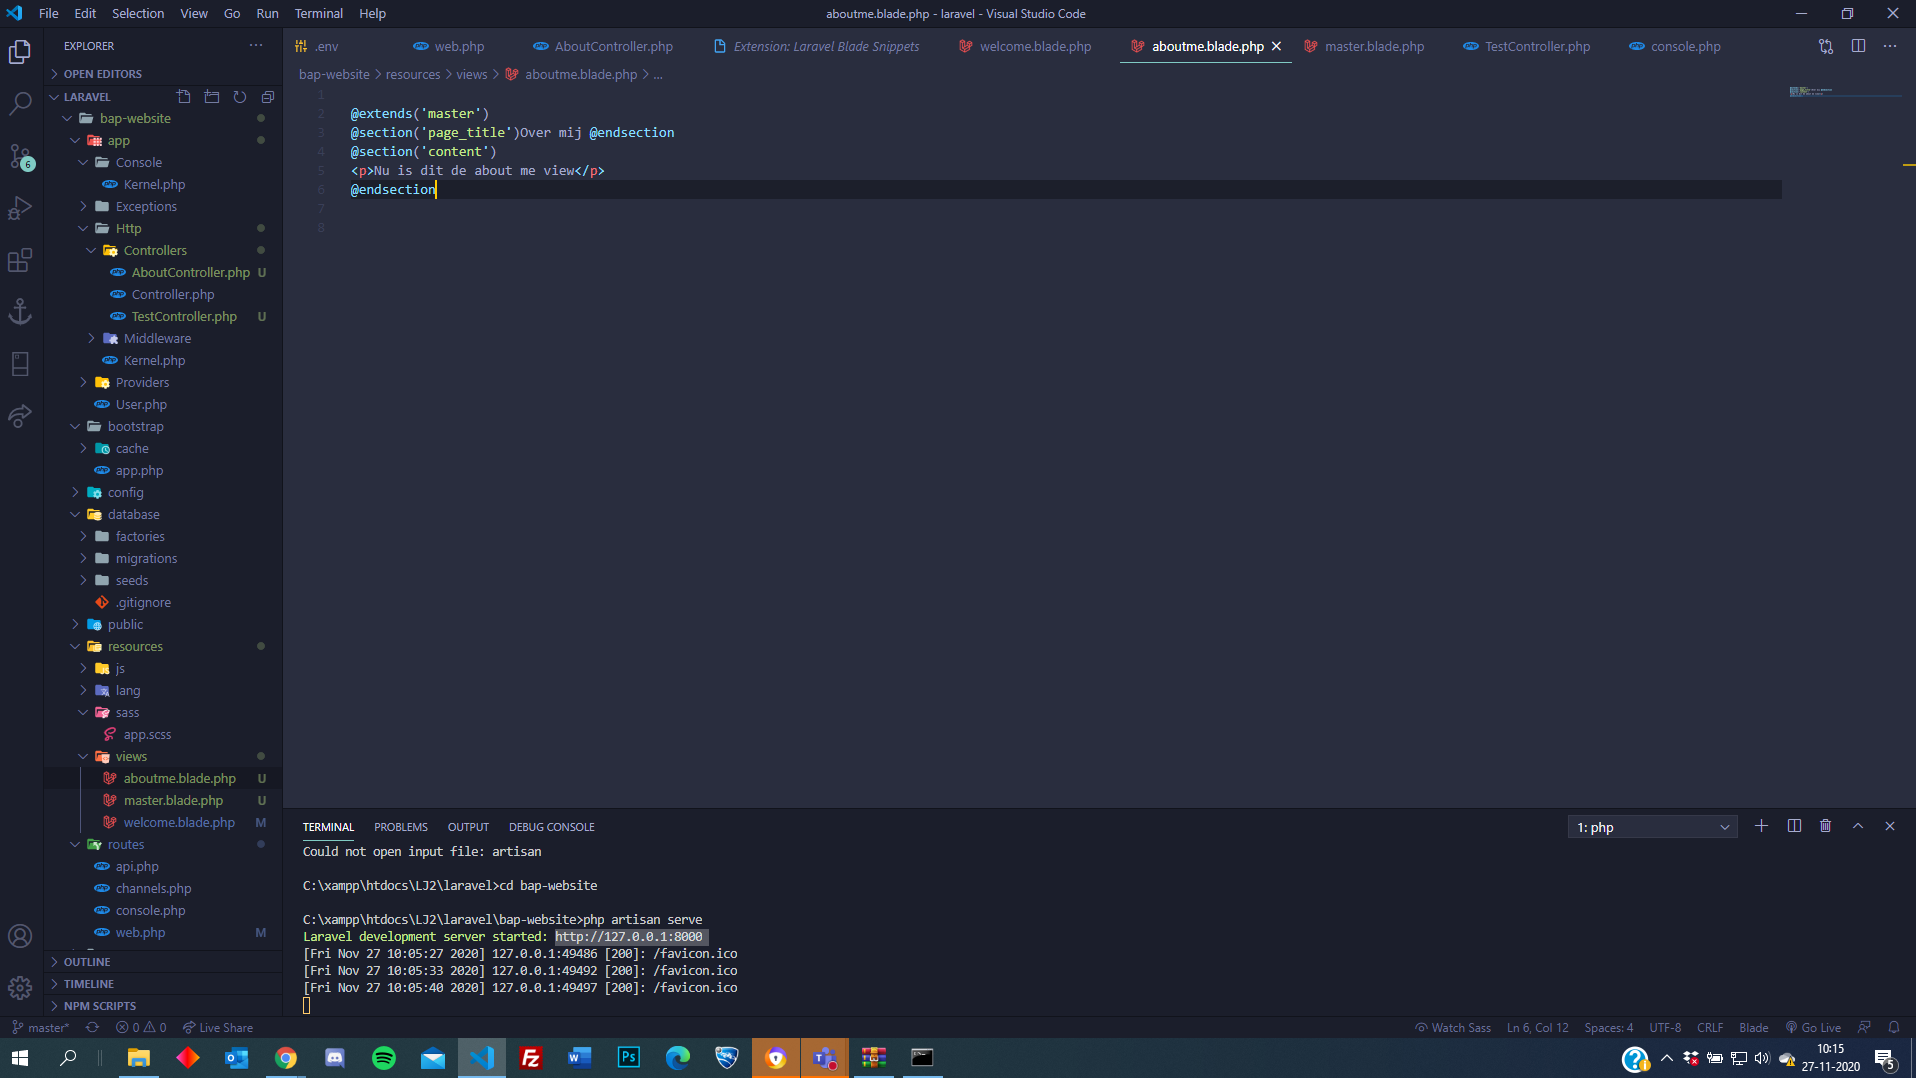 File Edit Selection View Go Run Terminal Help
aboutme.blade.php - laravel - Visual Studio Code
EXPLORER
.env
web.php
AboutController.php
Extension: Laravel Blade Snippets
welcome.blade.php
aboutme.blade.php
master.blade.php
TestController.php
console.php
bap-website > resources > views > aboutme.blade.php > ...
OPEN EDITORS
LARAVEL
bap-website
app
Console
Kernel.php
Exceptions
Http
Controllers
AboutController.php U
Controller.php
TestController.php U
Middleware
Kernel.php
Providers
User.php
bootstrap
cache
app.php
config
database
factories
migrations
seeds
.gitignore
public
resources
js
lang
sass
app.scss
views
aboutme.blade.php U
master.blade.php U
welcome.blade.php M
routes
api.php
channels.php
console.php
web.php M
OUTLINE
TIMELINE
NPM SCRIPTS
6
1
2 @extends('master')
3 @section('page_title')Over mij @endsection
4 @section('content')
5 <p>Nu is dit de about me view</p>
6 @endsection
7
8
TERMINAL PROBLEMS OUTPUT DEBUG CONSOLE
1: php
Could not open input file: artisan
C:\xampp\htdocs\LJ2\laravel>cd bap-website
C:\xampp\htdocs\LJ2\laravel\bap-website>php artisan serve
Laravel development server started: http://127.0.0.1:8000
[Fri Nov 27 10:05:27 2020] 127.0.0.1:49486 [200]: /favicon.ico
[Fri Nov 27 10:05:33 2020] 127.0.0.1:49492 [200]: /favicon.ico
[Fri Nov 27 10:05:40 2020] 127.0.0.1:49497 [200]: /favicon.ico
master* 0 0 Live Share
Watch Sass Ln 6, Col 12 Spaces: 4 UTF-8 CRLF Blade Go Live
10:15
27-11-2020
5